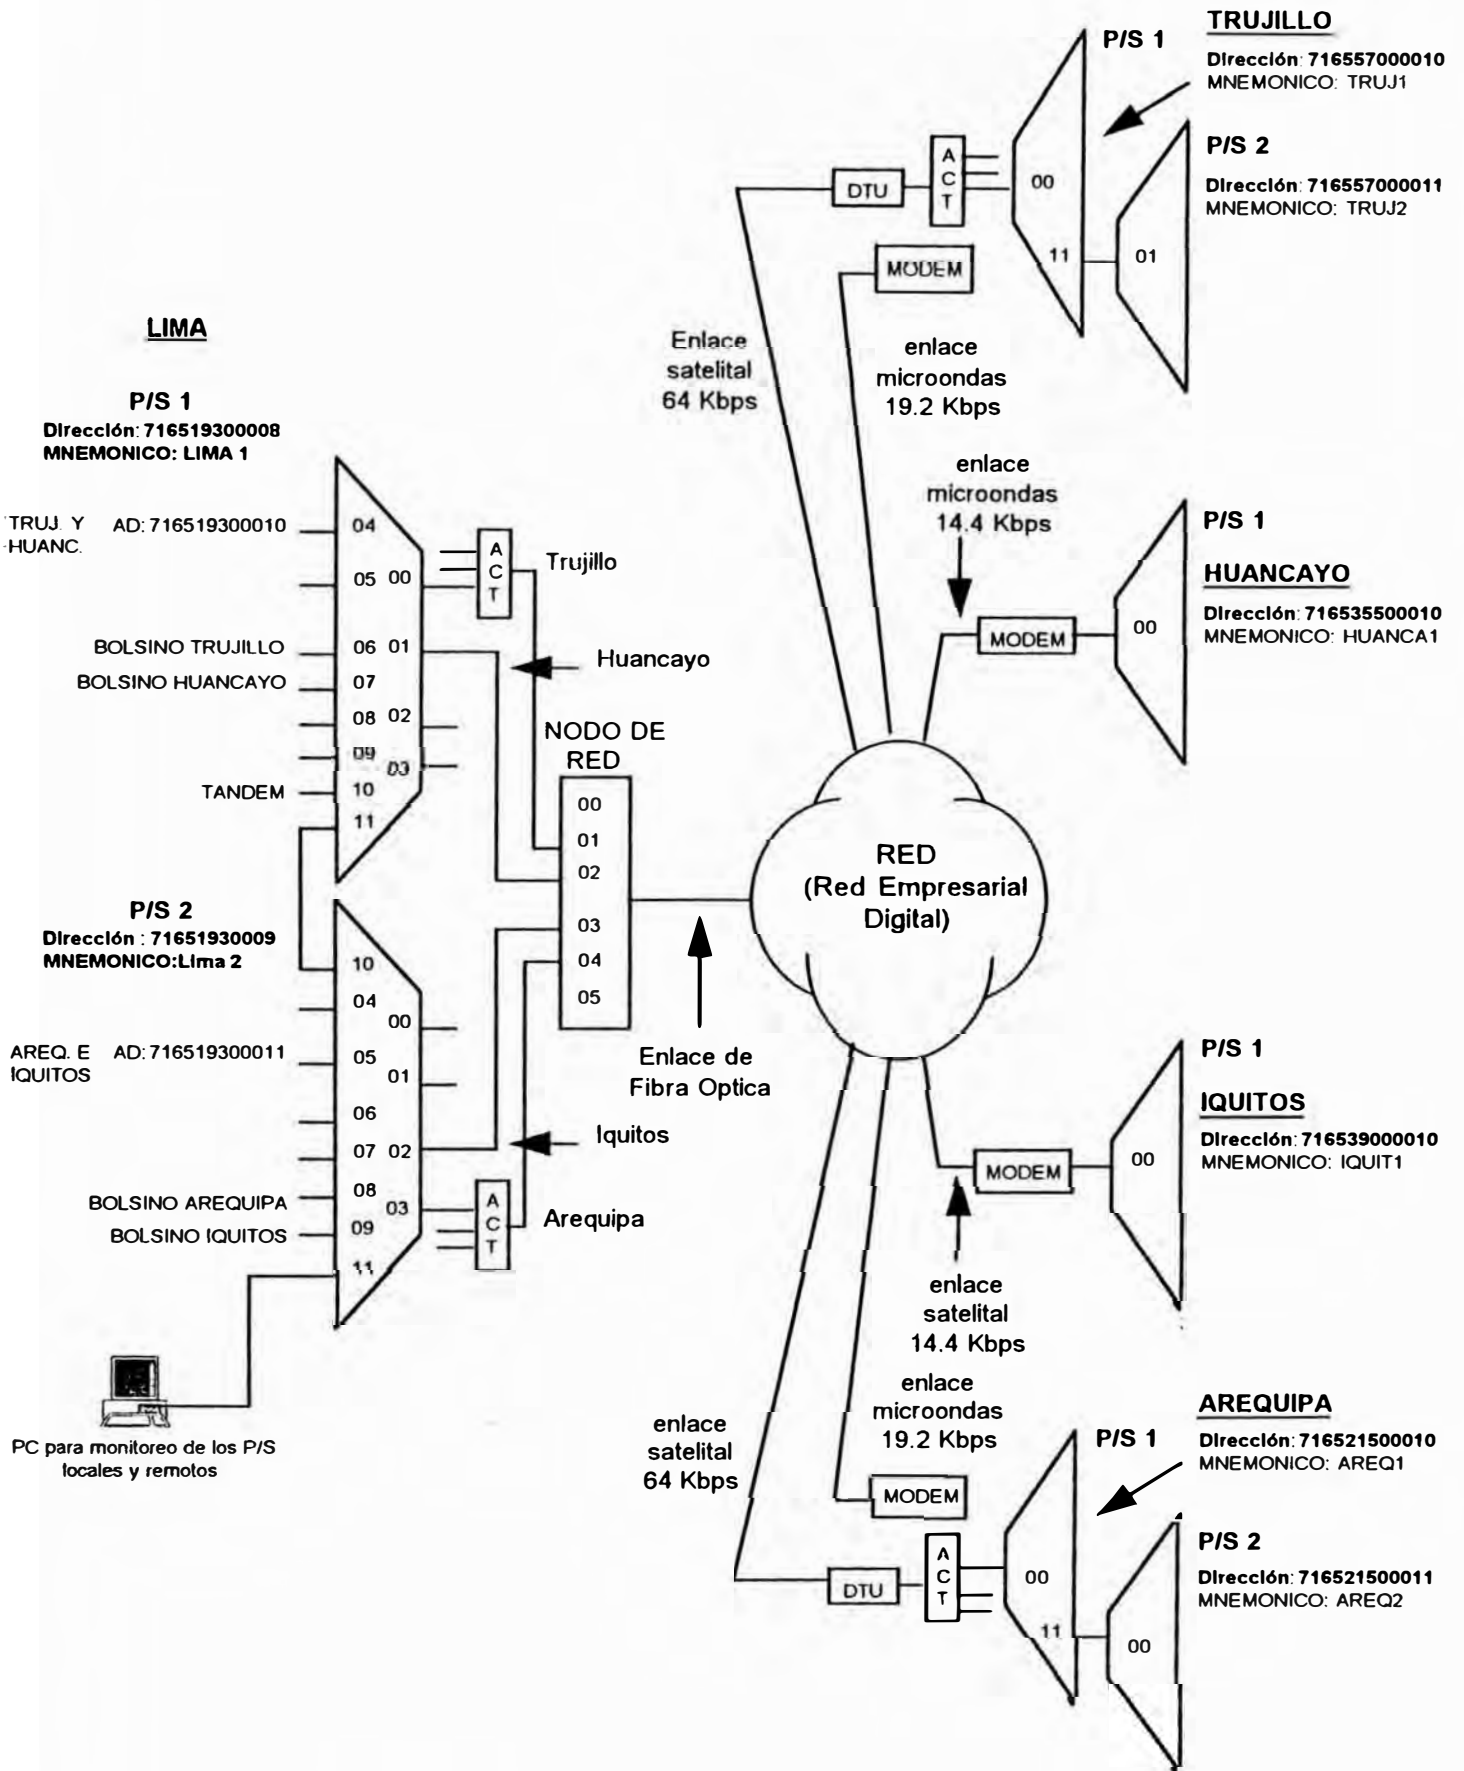 TRUJILLO
P/S 1
Dirección: 716557000010
MNEMONICO: TRUJ1
P/S 2
Dirección: 716557000011
MNEMONICO: TRUJ2
A
C
T
DTU
00
11
01
MODEM
Enlace
satelital
64 Kbps
enlace
microondas
19.2 Kbps
enlace
microondas
14.4 Kbps
P/S 1
HUANCAYO
Dirección: 716535500010
MNEMONICO: HUANCA1
MODEM
00
LIMA
P/S 1
Dirección: 716519300008
MNEMONICO: LIMA 1
TRUJ. Y
HUANC.
AD: 716519300010
04
05 00
BOLSINO TRUJILLO
06 01
BOLSINO HUANCAYO
07
08 02
09 03
TANDEM
10
11
A
C
T
Trujillo
Huancayo
NODO DE
RED
00
01
02
03
04
05
RED
(Red Empresarial
Digital)
Enlace de
Fibra Optica
P/S 2
Dirección : 71651930009
MNEMONICO:Lima 2
10
04
00
AREQ. E
IQUITOS
AD: 716519300011
05
01
06
07 02
BOLSINO AREQUIPA
08
03
BOLSINO IQUITOS
09
11
A
C
T
Iquitos
Arequipa
PC para monitoreo de los P/S
locales y remotos
P/S 1
IQUITOS
Dirección: 716539000010
MNEMONICO: IQUIT1
MODEM
00
enlace
satelital
14.4 Kbps
enlace
microondas
19.2 Kbps
enlace
satelital
64 Kbps
AREQUIPA
P/S 1
Dirección: 716521500010
MNEMONICO: AREQ1
MODEM
A
C
T
DTU
00
11
00
P/S 2
Dirección: 716521500011
MNEMONICO: AREQ2